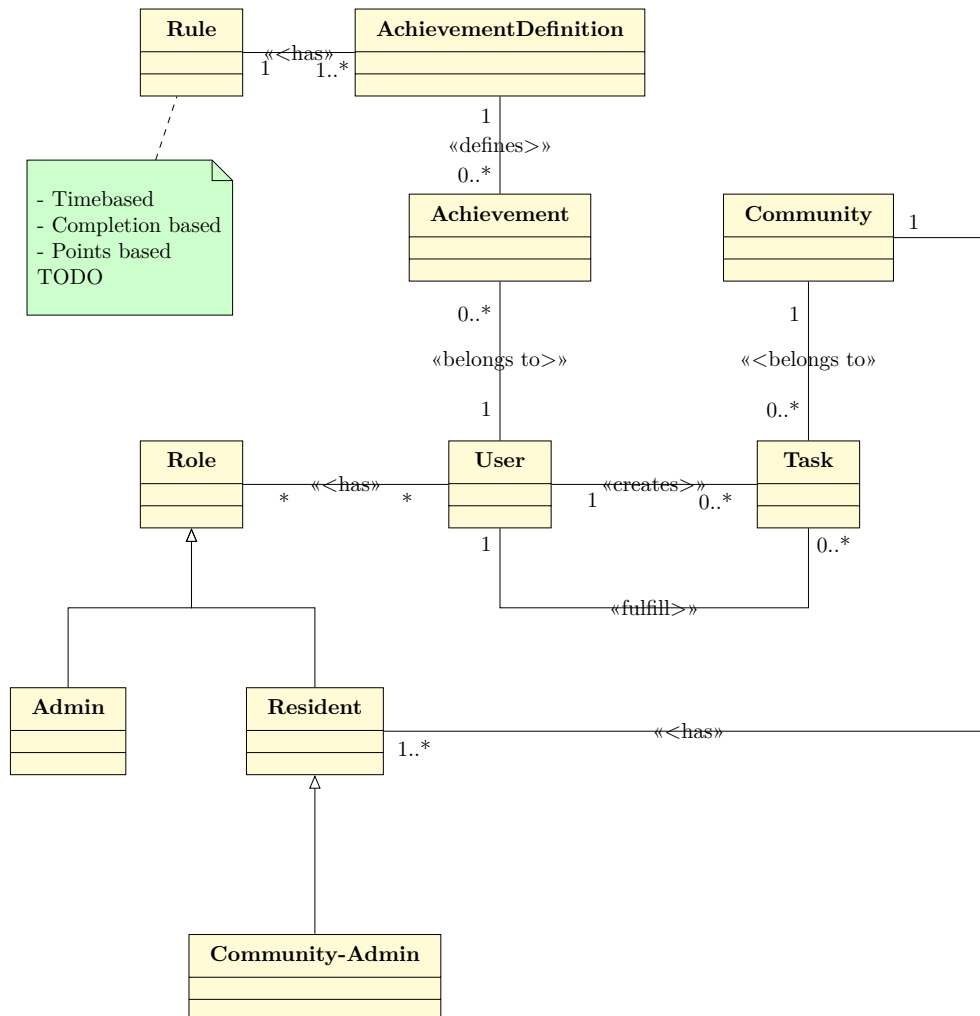 Rule
AchievementDefinition
«<has»
1
1..*
1
«defines>»
0..*
- Timebased
- Completion based
- Points based
TODO
Achievement
Community
1
0..*
1
«belongs to>»
«<belongs to»
1
0..*
Role
User
Task
«<has»
*
*
«creates>»
1
0..*
1
0..*
«fulfill>»
Admin
Resident
«<has»
1..*
Community-Admin